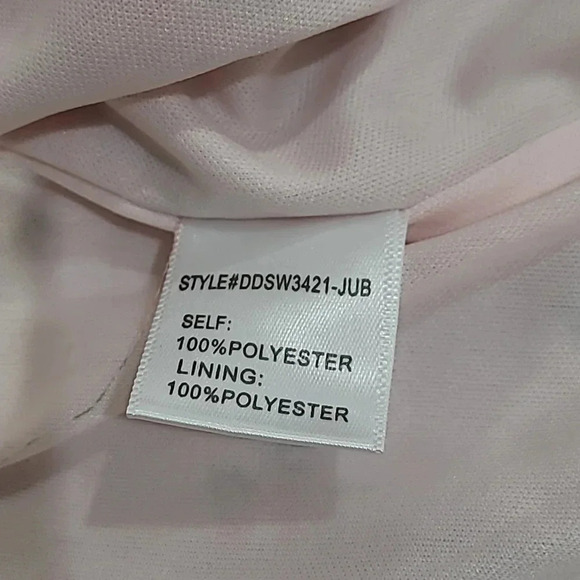 STYLE#DDSW3421-JUB
SELF:
100%POLYESTER
LINING:
100%POLYESTER